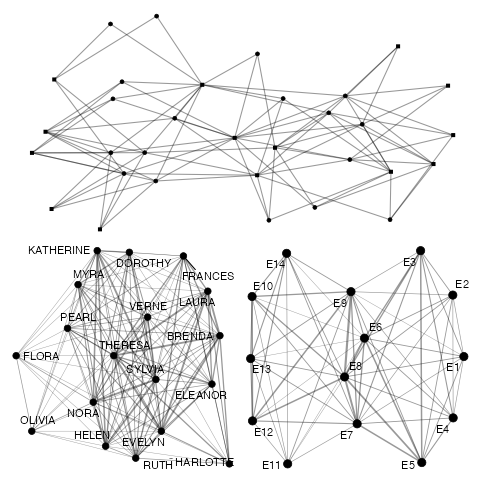 KATHERINE
DOROTHY
FRANCES
MYRA
LAURA
VERNE
PEARL
BRENDA
THERESA
FLORA
SYLVIA
ELEANOR
NORA
OLIVIA
HELEN
EVELYN
RUTH
HARLOTTE
E3
E14
E10
E2
E9
E6
E1
E13
E8
E12
E7
E4
E11
E5